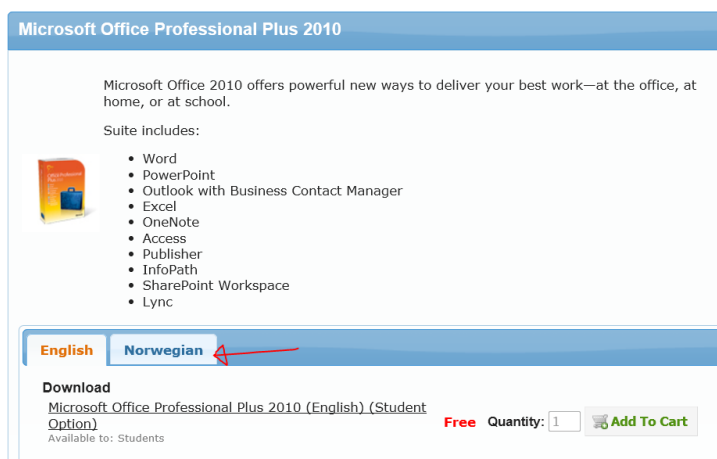 Microsoft Office Professional Plus 2010
Microsoft Office 2010 offers powerful new ways to deliver your best work—at the office, at
home, or at school.
Suite includes:
• Word
• PowerPoint
• Outlook with Business Contact Manager
• Excel
• OneNote
• Access
• Publisher
• InfoPath
• SharePoint Workspace
• Lync
English Norwegian
Download
Microsoft Office Professional Plus 2010 (English) (Student
Option)
Available to: Students
Free Quantity: 1 Add To Cart